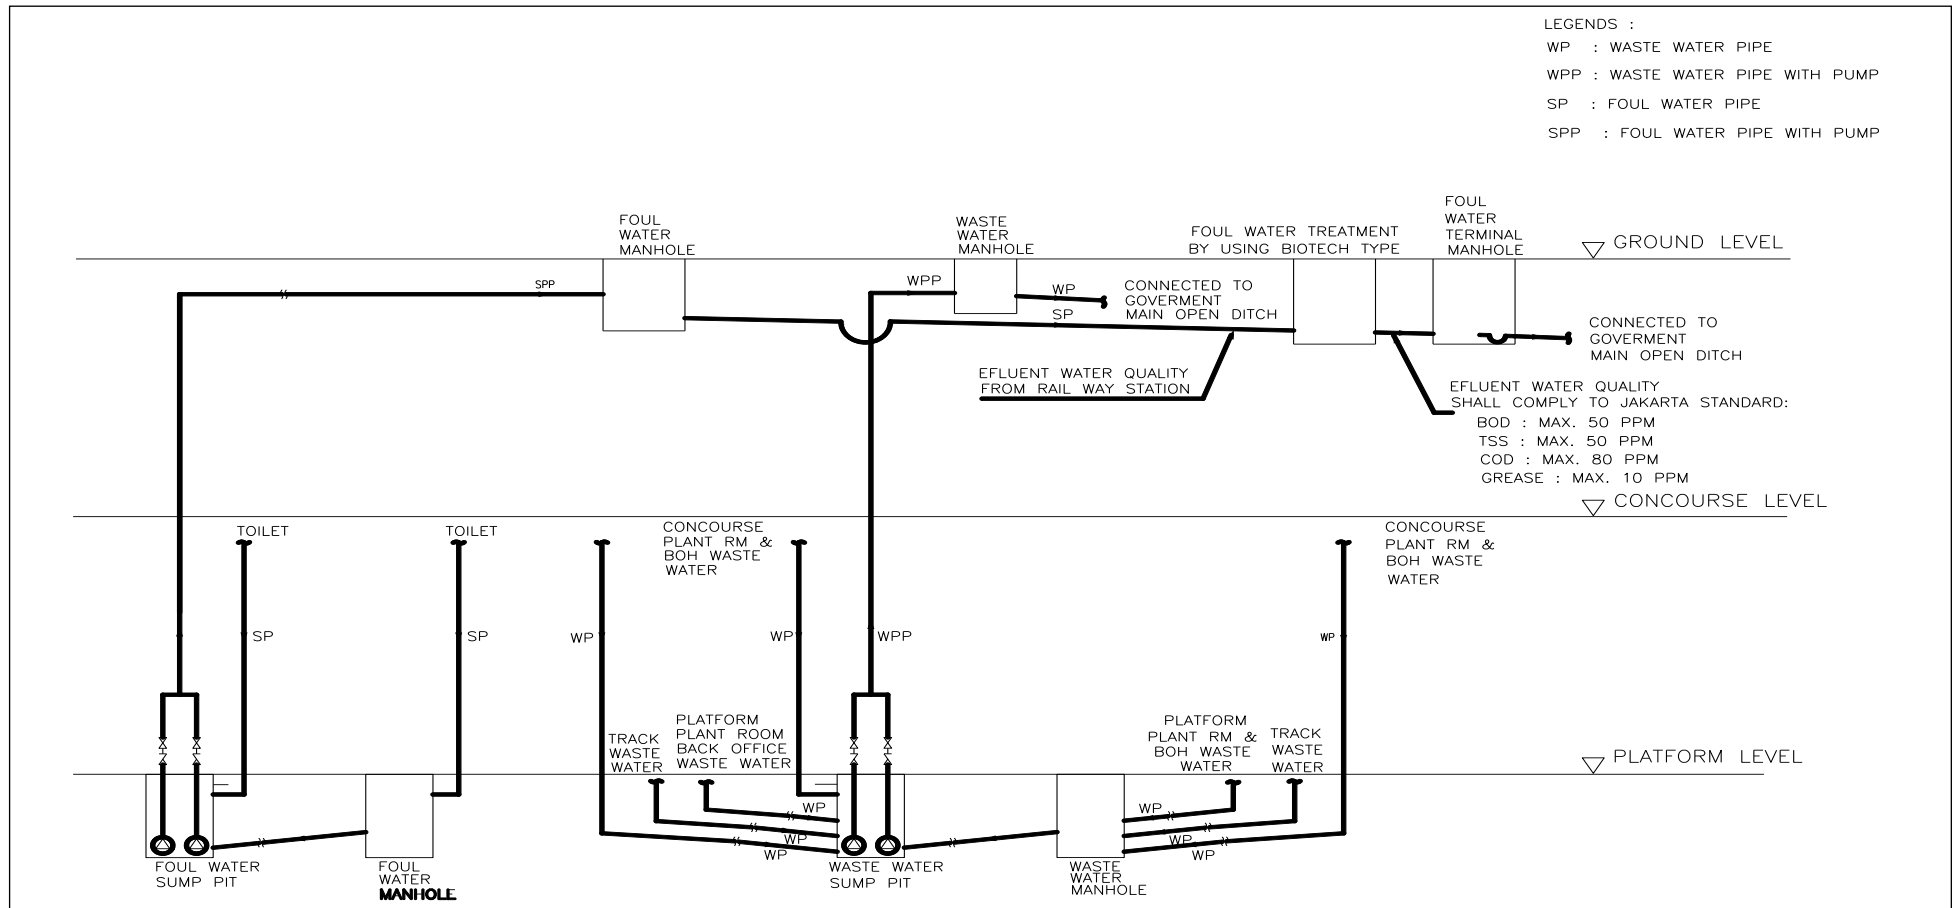 LEGENDS :
WP : WASTE WATER PIPE
WPP : WASTE WATER PIPE WITH PUMP
SP : FOUL WATER PIPE
SPP : FOUL WATER PIPE WITH PUMP
FOUL
WATER
MANHOLE
WASTE
WATER
MANHOLE
FOUL WATER TREATMENT
BY USING BIOTECH TYPE
FOUL
WATER
TERMINAL
MANHOLE
GROUND LEVEL
SPP
WPP
WP
SP
CONNECTED TO
GOVERMENT
MAIN OPEN DITCH
CONNECTED TO
GOVERMENT
MAIN OPEN DITCH
EFLUENT WATER QUALITY
FROM RAIL WAY STATION
EFLUENT WATER QUALITY
SHALL COMPLY TO JAKARTA STANDARD:
BOD : MAX. 50 PPM
TSS : MAX. 50 PPM
COD : MAX. 80 PPM
GREASE : MAX. 10 PPM
CONCOURSE LEVEL
TOILET
TOILET
CONCOURSE
PLANT RM &
BOH WASTE
WATER
CONCOURSE
PLANT RM &
BOH WASTE
WATER
SP
SP
WP
WP
WPP
WP
TRACK
WASTE
WATER
PLATFORM
PLANT ROOM
BACK OFFICE
WASTE WATER
PLATFORM
PLANT RM &
BOH WASTE
WATER
TRACK
WASTE
WATER
PLATFORM LEVEL
WP
WP
WP
WP
WP
WP
FOUL WATER
SUMP PIT
FOUL
WATER
MANHOLE
WASTE WATER
SUMP PIT
WASTE
WATER
MANHOLE